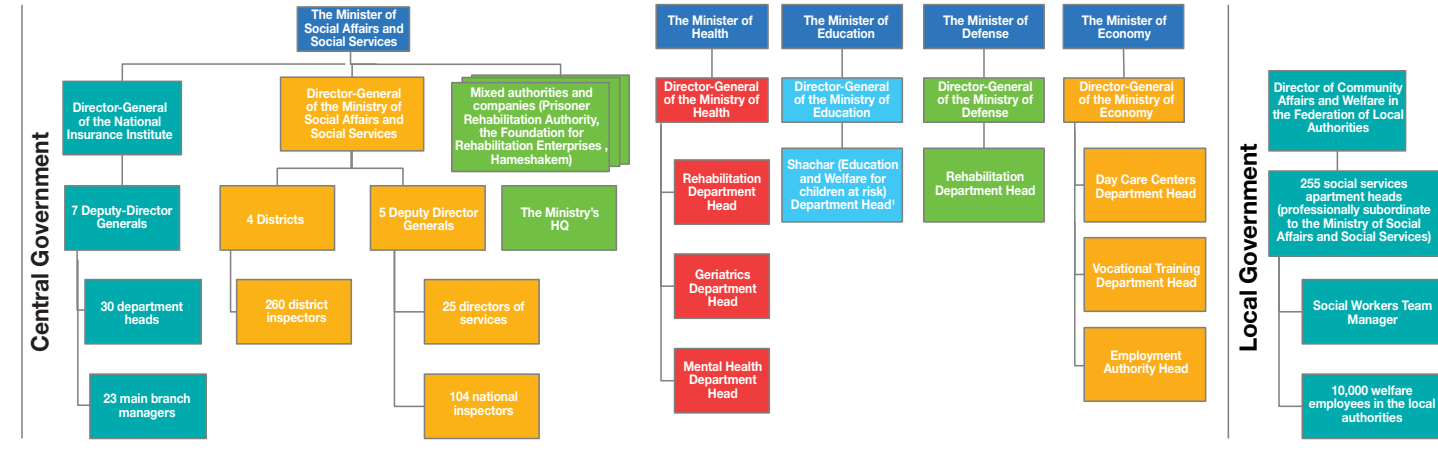 Central Government
The Minister of
Social Affairs and
Social Services
Director-General
of the National
Insurance Institute
7 Deputy-Director
Generals
30 department
heads
23 main branch
managers
Director-General
of the Ministry of
Social Affairs and
Social Services
4 Districts
260 district
inspectors
5 Deputy Director
Generals
25 directors of
services
104 national
inspectors
Mixed authorities and
companies (Prisoner
Rehabilitation Authority,
the Foundation for
Rehabilitation Enterprises ,
Hameshakem)
The Ministry's
HQ
The Minister of
Health
Director-General
of the Ministry of
Health
Rehabilitation
Department
Head
Geriatrics
Department
Head
Mental Health
Department
Head
The Minister of
Education
Director-General
of the Ministry of
Education
Shachar (Education
and Welfare for
children at risk)
Department Head¹
The Minister of
Defense
Director-General
of the Ministry of
Defense
Rehabilitation
Department Head
The Minister of
Economy
Director-General
of the Ministry of
Economy
Day Care Centers
Department Head
Vocational Training
Department Head
Employment
Authority Head
Local Government
Director of Community
Affairs and Welfare in
the Federation of Local
Authorities
255 social services
apartment heads
(professionally subordinate
to the Ministry of Social
Affairs and Social Services)
Social Workers Team
Manager
10,000 welfare
employees in the local
authorities